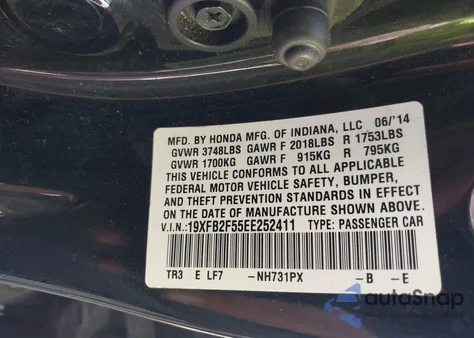 MFD. BY HONDA MFG. OF INDIANA, LLC 06/'14
GVWR 3748LBS GAWR F 2018LBS R 1753LBS
GVWR 1700KG GAWR F 915KG R 795KG
THIS VEHICLE CONFORMS TO ALL APPLICABLE
FEDERAL MOTOR VEHICLE SAFETY, BUMPER,
AND THEFT PREVENTION STANDARDS IN EFFECT
ON THE DATE OF MANUFACTURE SHOWN ABOVE.
V.I.N.: 19XFB2F55EE252411 TYPE: PASSENGER CAR
TR3 E LF7 -NH731PX -B -E
autoSnap